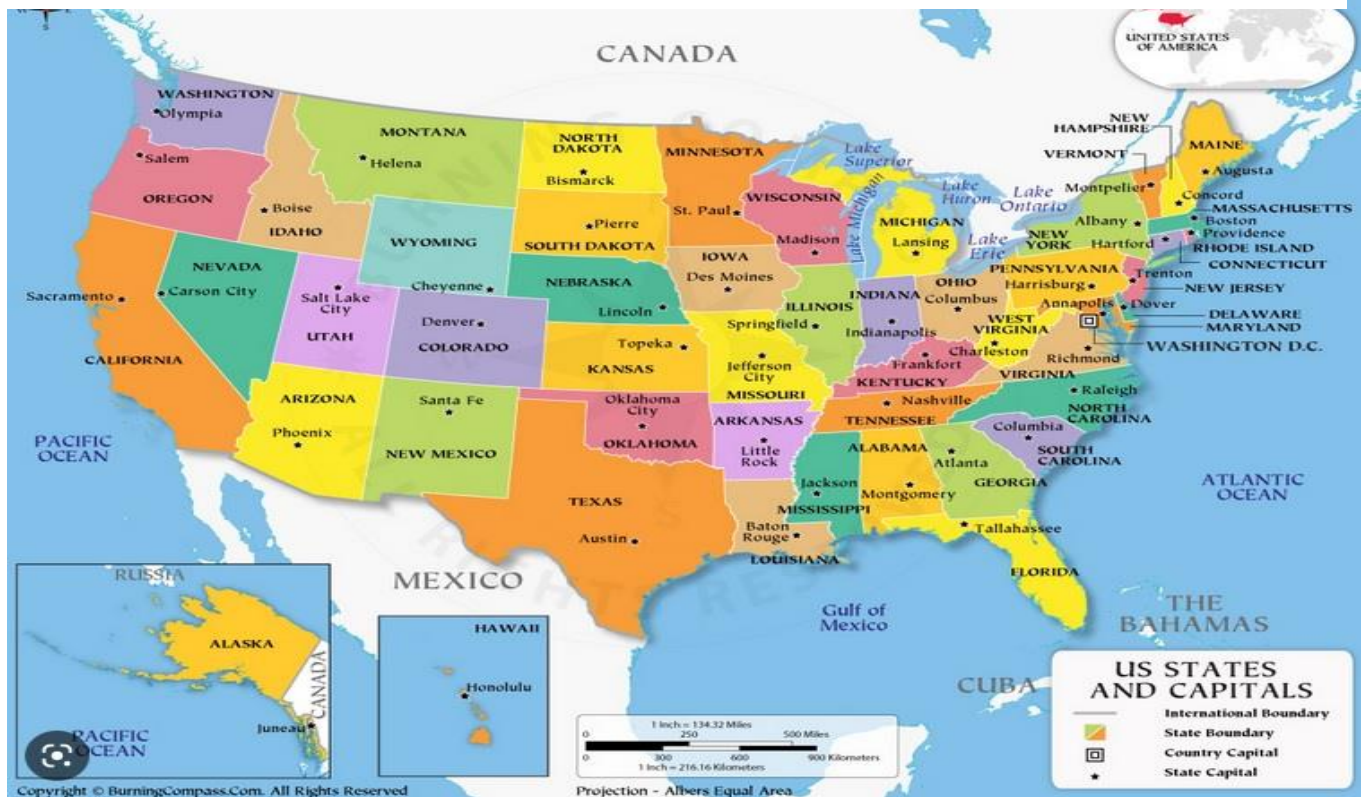 CANADA
UNITED STATES
OF AMERICA
WASHINGTON
Olympia
MONTANA
Helena
NORTH
DAKOTA
Bismarck
MINNESOTA
St. Paul
Lake
Superior
NEW
HAMPSHIRE
VERMONT
MAINE
Augusta
Montpelier
Concord
Salem
OREGON
Boise
IDAHO
WYOMING
Cheyenne
Pierre
SOUTH DAKOTA
WISCONSIN
Madison
Lake Michigan
MICHIGAN
Lansing
Lake
Huron
Lake
Ontario
Lake
Erie
Albany
NEW
YORK
MASSACHUSETTS
Boston
Providence
Hartford
RHODE ISLAND
CONNECTICUT
NEVADA
Carson City
Sacramento
CALIFORNIA
Salt Lake
City
UTAH
Denver
COLORADO
NEBRASKA
Lincoln
IOWA
Des Moines
ILLINOIS
Springfield
INDIANA
Indianapolis
OHIO
Columbus
PENNSYLVANIA
Harrisburg
Trenton
NEW JERSEY
Annapolis
Dover
DELAWARE
MARYLAND
WASHINGTON D.C.
WEST
VIRGINIA
Charleston
Richmond
VIRGINIA
Topeka
KANSAS
Jefferson
City
MISSOURI
Frankfort
KENTUCKY
Nashville
TENNESSEE
Raleigh
NORTH
CAROLINA
ARIZONA
Phoenix
Santa Fe
NEW MEXICO
Oklahoma
City
OKLAHOMA
ARKANSAS
Little
Rock
Columbia
SOUTH
CAROLINA
ALABAMA
Montgomery
Atlanta
GEORGIA
Jackson
MISSISSIPPI
TEXAS
Austin
Baton
Rouge
LOUISIANA
Tallahassee
FLORIDA
PACIFIC
OCEAN
ATLANTIC
OCEAN
MEXICO
Gulf of
Mexico
THE
BAHAMAS
CUBA
RUSSIA
ALASKA
CANADA
Juneau
PACIFIC
OCEAN
HAWAII
Honolulu
1 Inch = 134.32 Miles
0 250 500 Miles
0 300 600 900 Kilometers
1 Inch = 216.16 Kilometers
US STATES
AND CAPITALS
International Boundary
State Boundary
Country Capital
State Capital
Copyright © BurningCompass.Com. All Rights Reserved
Projection - Albers Equal Area